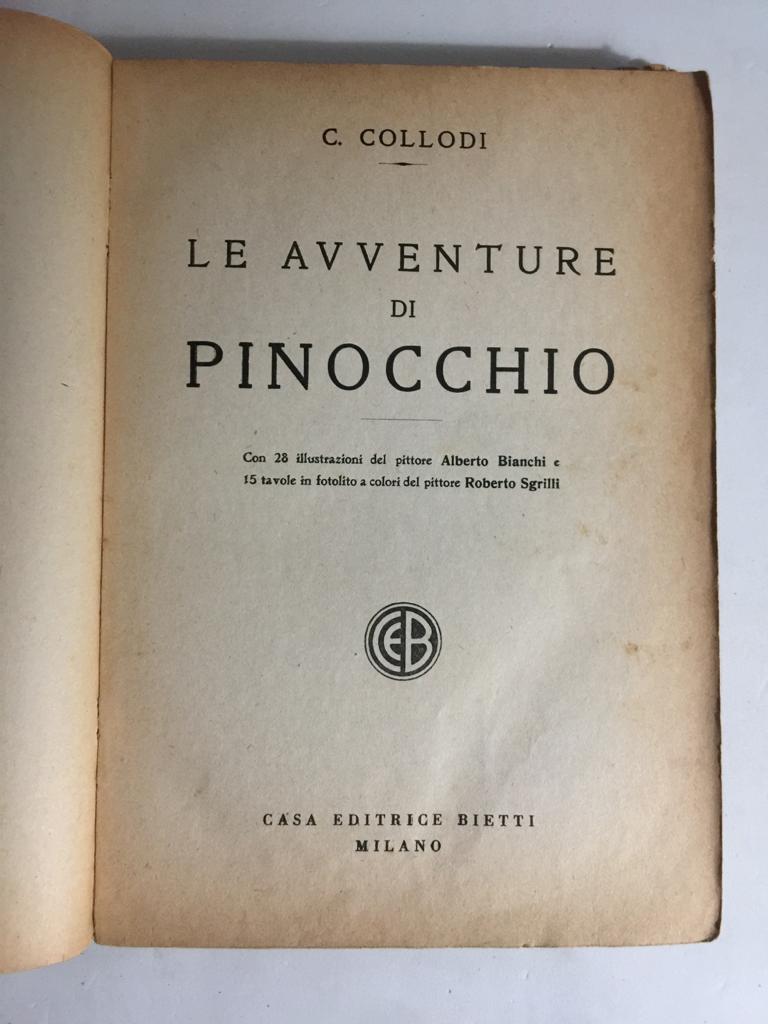 C. COLLODI
LE AVVENTURE
DI
PINOCCHIO
Con 28 illustrazioni del pittore Alberto Bianchi e
15 tavole in fotolito a colori del pittore Roberto Sgrilli
CEB
CASA EDITRICE BIETTI
MILANO